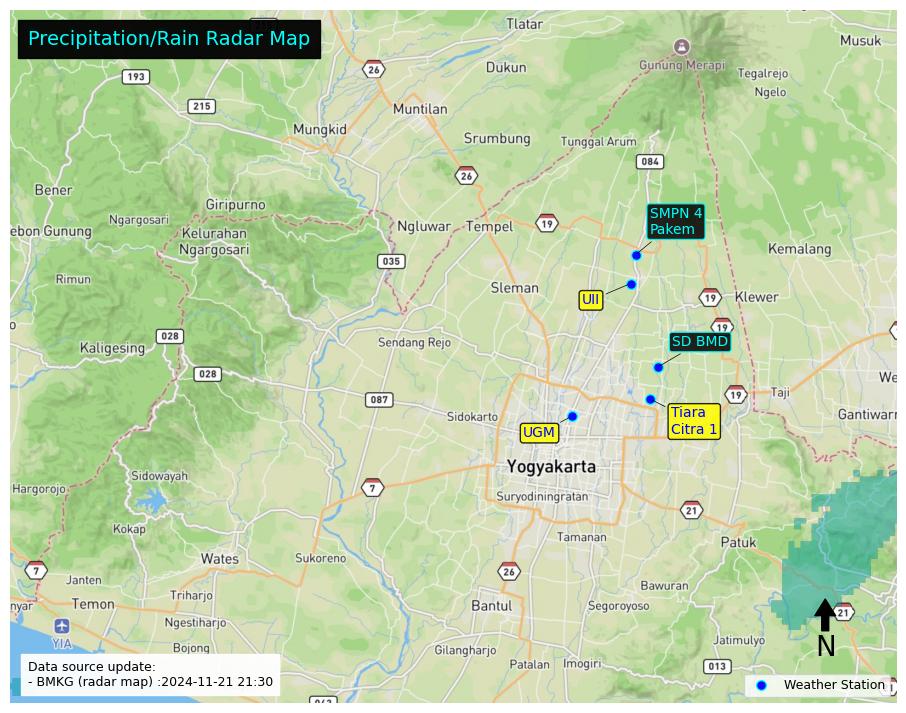 Precipitation/Rain Radar Map
Tlatar
Musuk
26
Dukun
Gunung Merapi
193
Tegalrejo
Ngelo
215
Muntilan
Mungkid
Srumbung
Tunggal Arum
084
26
Bener
Giripurno
Ngargosari
SMPN 4
Pakem
ebon Gunung
Kelurahan
Ngargosari
Ngluwar
Tempel
19
Kemalang
035
Rimun
Sleman
UII
19
Klewer
19
028
Sendang Rejo
SD BMD
Kaligesing
028
We
087
19
Taji
Sidokarto
Tiara
Citra 1
Gantiwarn
UGM
Yogyakarta
Sidowayah
Hargorojo
7
Suryodiningratan
21
Kokap
Tamanan
Patuk
Wates
Sukoreno
7
26
Janten
Bawuran
Triharjo
nyar
Temon
Bantul
Segoroyoso
21
Ngestiharjo
YIA
Jatimulyo
N
Bojong
Gilangharjo
Patalan
Imogiri
013
Data source update:
- BMKG (radar map) :2024-11-21 21:30
Weather Station